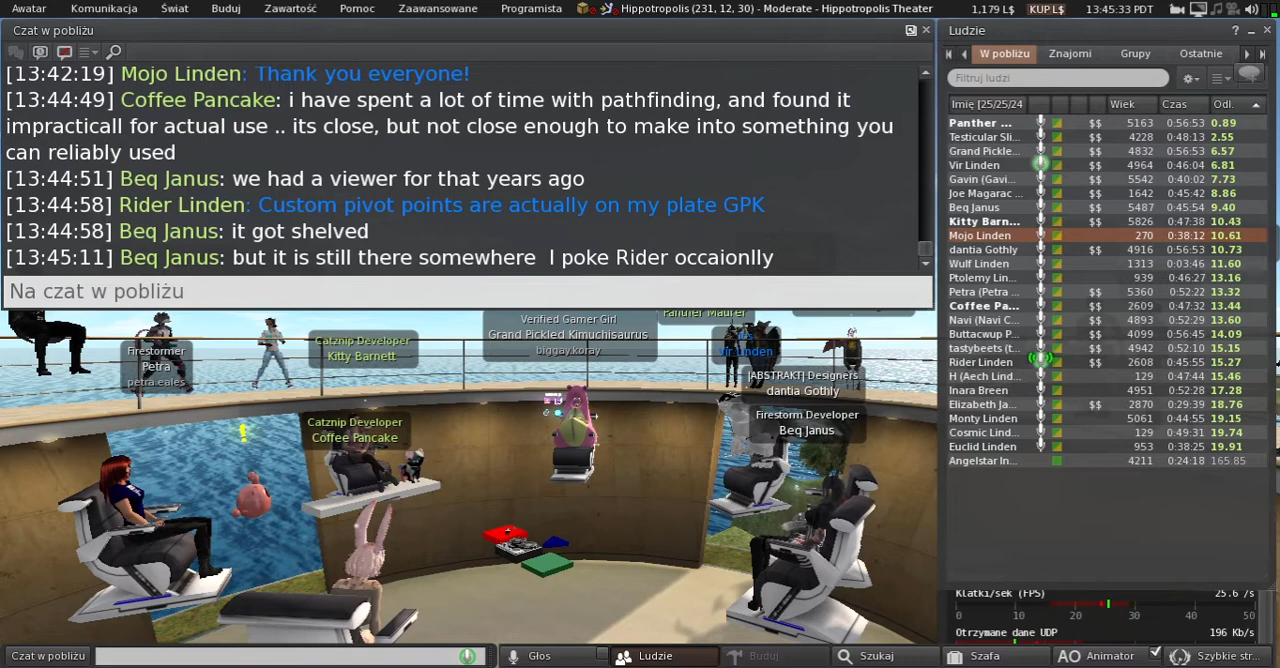 Awatar Komunikacja Świat Buduj Zawartość Pomoc Zaawansowane Programista Hippotropolis (231, 12, 30) - Moderate - Hippotropolis Theater 1,179 L$ KUP L$ 13:45:33 PDT
Czat w pobliżu
[13:42:19] Mojo Linden: Thank you everyone!
[13:44:49] Coffee Pancake: i have spent a lot of time with pathfinding, and found it
impracticall for actual use .. its close, but not close enough to make into something you
can reliably used
[13:44:51] Beq Janus: we had a viewer for that years ago
[13:44:58] Rider Linden: Custom pivot points are actually on my plate GPK
[13:44:58] Beq Janus: it got shelved
[13:45:11] Beq Janus: but it is still there somewhere  I poke Rider occaionlly
Na czat w pobliżu
Ludzie
W pobliżu Znajomi Grupy Ostatnie
Filtruj ludzi
Imię [25/25/24 Wiek Czas Odl.
Panther ... $$ 5163 0:56:53 0.89
Testicular Sli... $$ 4228 0:48:13 2.55
Grand Pickle... $$ 4832 0:56:53 6.57
Vir Linden $$ 4964 0:46:04 6.81
Gavin (Gavi... $$ 5542 0:40:02 7.73
Joe Magarac ... $$ 1642 0:45:42 8.86
Beq Janus $$ 5487 0:45:54 9.40
Kitty Barn... $$ 5826 0:47:38 10.43
Mojo Linden 270 0:38:12 10.61
dantia Gothly $$ 4916 0:56:53 10.73
Wulf Linden 1313 0:03:46 11.60
Ptolemy Lin... 939 0:46:27 13.16
Petra (Petra ... $$ 5360 0:52:22 13.32
Coffee Pa... $$ 2609 0:47:32 13.44
Navi (Navi C... $$ 4893 0:52:29 13.60
Buttacwup P... $$ 4099 0:56:45 14.09
tastybeets (t... $$ 4942 0:52:10 15.15
Rider Linden $$ 2608 0:45:55 15.27
H (Aech Lind... 129 0:47:44 15.46
Inara Breen 4951 0:52:28 17.28
Elizabeth Ja... $$ 2870 0:29:39 18.76
Monty Linden 5061 0:44:55 19.15
Cosmic Lind... 129 0:49:31 19.74
Euclid Linden 953 0:38:25 19.91
Angelstar In... 4211 0:24:18 165.85
Klatki/sek (FPS) 25.6 /s
0 10 20 30 40 50
Otrzymane dane UDP 196 Kb/s
Firestormer
Petra
petra.eales
Catznip Developer
Kitty Barnett
Verified Gamer Girl
Grand Pickled Kimuchisaurus
biggay.koray
Panther Maurer
Vir Linden
|ABSTRAKT| Designers
dantia Gothly
Firestorm Developer
Beq Janus
Catznip Developer
Coffee Pancake
Czat w pobliżu Głos Ludzie Buduj Szukaj Szafa AO Animator Szybkie str...